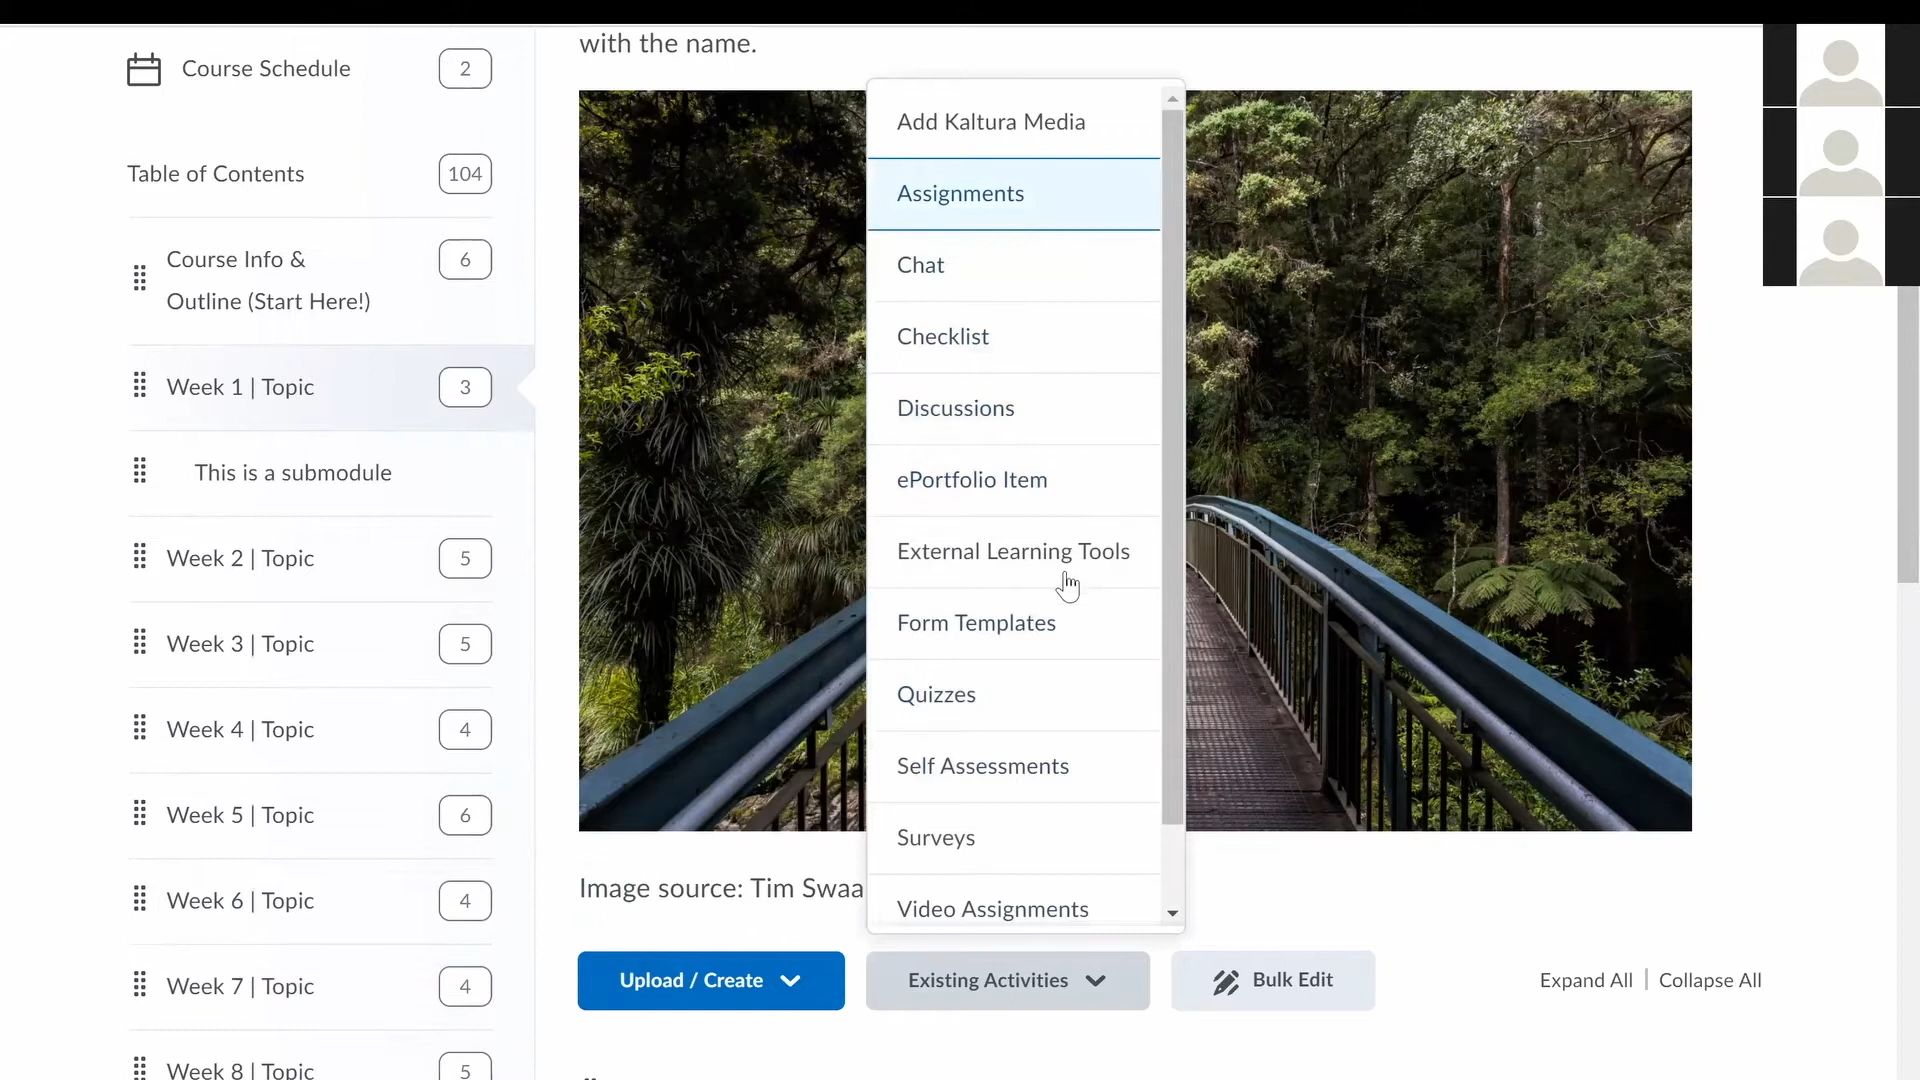 Course Schedule
2
Table of Contents
104
Course Info &
Outline (Start Here!)
6
Week 1 | Topic
3
This is a submodule
Week 2 | Topic
5
Week 3 | Topic
5
Week 4 | Topic
4
Week 5 | Topic
6
Week 6 | Topic
4
Week 7 | Topic
4
Week 8 | Topic
5
with the name.
Add Kaltura Media
Assignments
Chat
Checklist
Discussions
ePortfolio Item
External Learning Tools
Form Templates
Quizzes
Self Assessments
Surveys
Video Assignments
Image source: Tim Swaa
Upload / Create
Existing Activities
Bulk Edit
Expand All | Collapse All